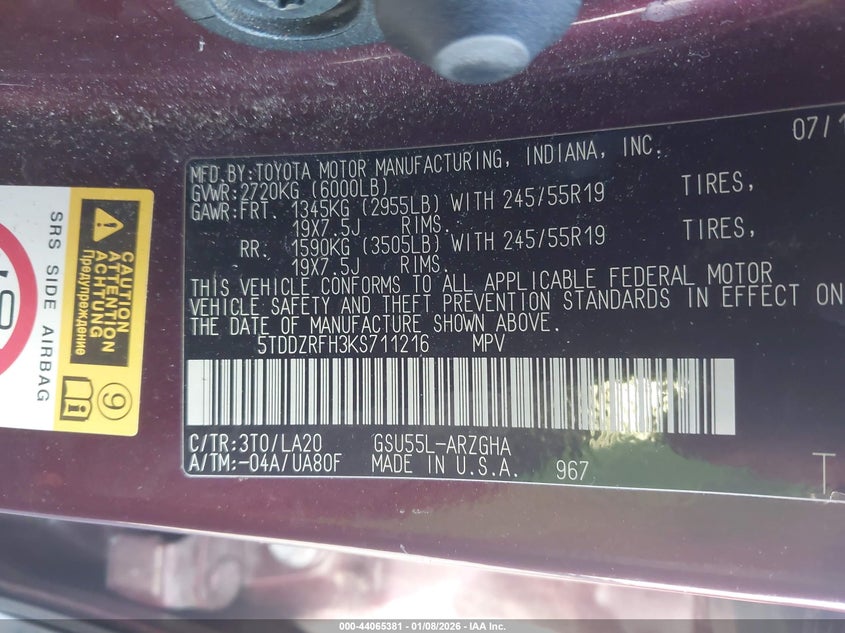 07/1
MFD.BY:TOYOTA MOTOR MANUFACTURING, INDIANA, INC.
GVWR:2720KG (6000LB)
GAWR:FRT. 1345KG (2955LB) WITH 245/55R19 TIRES,
19X7.5J RIMS.
RR. 1590KG (3505LB) WITH 245/55R19 TIRES,
19X7.5J RIMS.
THIS VEHICLE CONFORMS TO ALL APPLICABLE FEDERAL MOTOR
VEHICLE SAFETY AND THEFT PREVENTION STANDARDS IN EFFECT ON
THE DATE OF MANUFACTURE SHOWN ABOVE.
5TDDZRFH3KS711216 MPV
C/TR:3T0/LA20 GSU55L-ARZGHA
A/TM:-04A/UA80F MADE IN U.S.A. 967
T
SRS SIDE AIRBAG
CAUTION
ATTENTION
ACHTUNG
Предупреждение
9
000-44065381 - 01/08/2026 - IAA Inc.